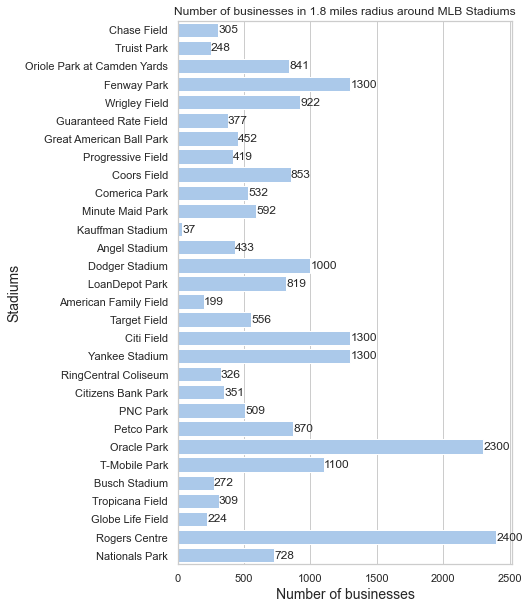 Number of businesses in 1.8 miles radius around MLB Stadiums
Chase Field 305
Truist Park 248
Oriole Park at Camden Yards 841
Fenway Park 1300
Wrigley Field 922
Guaranteed Rate Field 377
Great American Ball Park 452
Progressive Field 419
Coors Field 853
Comerica Park 532
Minute Maid Park 592
Kauffman Stadium 37
Angel Stadium 433
Dodger Stadium 1000
LoanDepot Park 819
American Family Field 199
Target Field 556
Citi Field 1300
Yankee Stadium 1300
RingCentral Coliseum 326
Citizens Bank Park 351
PNC Park 509
Petco Park 870
Oracle Park 2300
T-Mobile Park 1100
Busch Stadium 272
Tropicana Field 309
Globe Life Field 224
Rogers Centre 2400
Nationals Park 728
Stadiums
0 500 1000 1500 2000 2500
Number of businesses